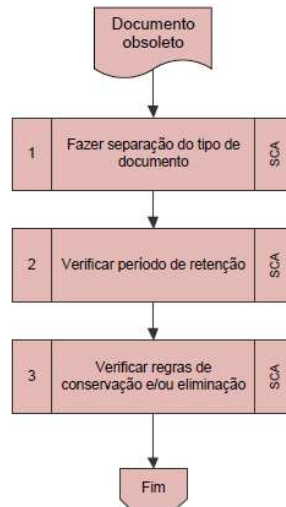 Documento
obsoleto
1
Fazer separação do tipo de
documento
SCA
2
Verificar período de retenção
SCA
3
Verificar regras de
conservação e/ou eliminação
SCA
Fim